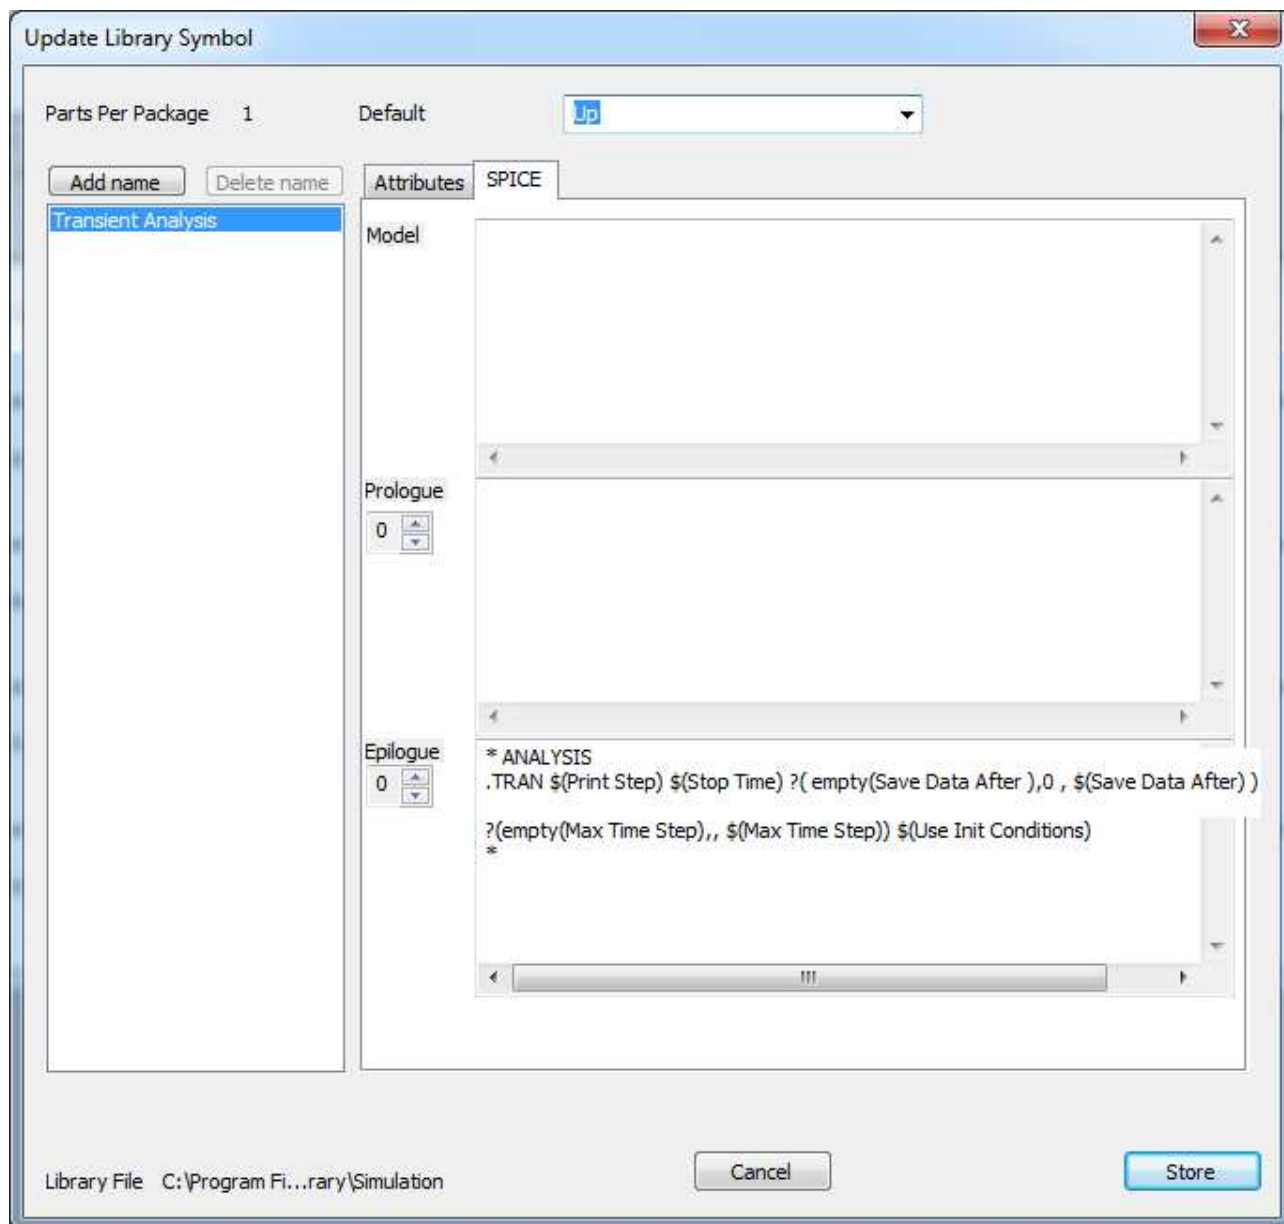 Update Library Symbol
X
Parts Per Package 1 Default Up
Add name Delete name Attributes SPICE
Transient Analysis
Model
Prologue
0
Epilogue
0
* ANALYSIS
.TRAN $(Print Step) $(Stop Time) ?( empty(Save Data After ),0 , $(Save Data After) )
?(empty(Max Time Step),, $(Max Time Step)) $(Use Init Conditions)
*
Library File C:\Program Fi...rary\Simulation Cancel Store